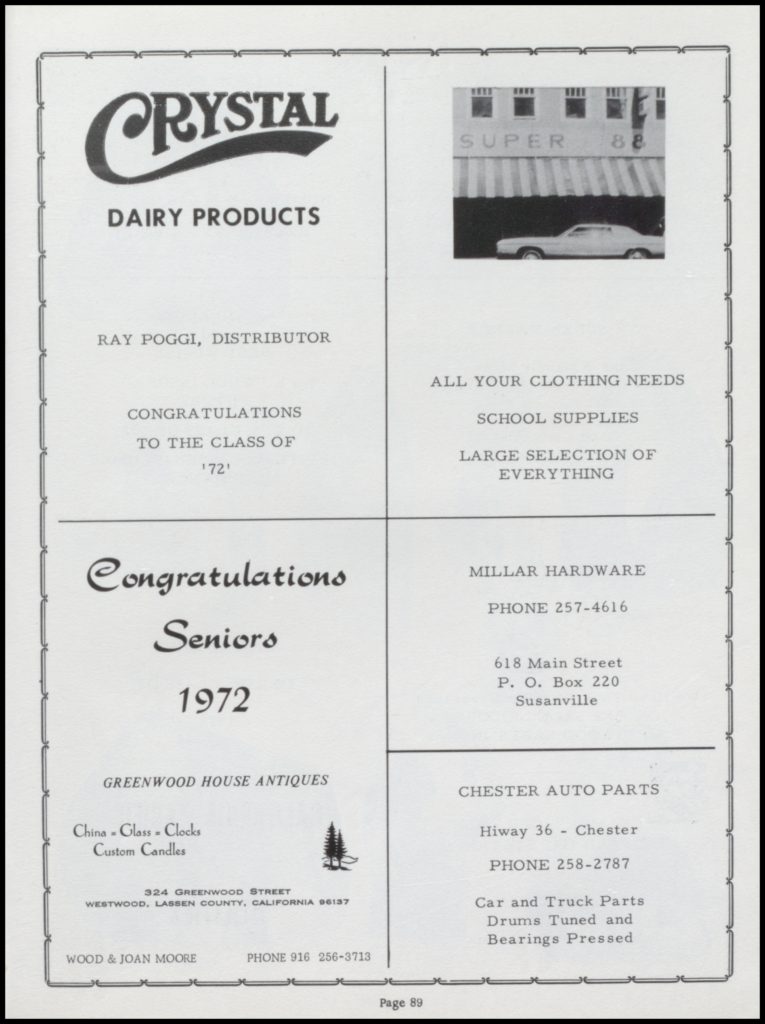 CRYSTAL
DAIRY PRODUCTS
RAY POGGI, DISTRIBUTOR
CONGRATULATIONS
TO THE CLASS OF
'72'
SUPER 88
ALL YOUR CLOTHING NEEDS
SCHOOL SUPPLIES
LARGE SELECTION OF
EVERYTHING
Congratulations
Seniors
1972
GREENWOOD HOUSE ANTIQUES
China = Glass = Clocks
Custom Candles
324 GREENWOOD STREET
WESTWOOD, LASSEN COUNTY, CALIFORNIA 96137
WOOD & JOAN MOORE PHONE 916 256-3713
MILLAR HARDWARE
PHONE 257-4616
618 Main Street
P. O. Box 220
Susanville
CHESTER AUTO PARTS
Hiway 36 - Chester
PHONE 258-2787
Car and Truck Parts
Drums Tuned and
Bearings Pressed
Page 89